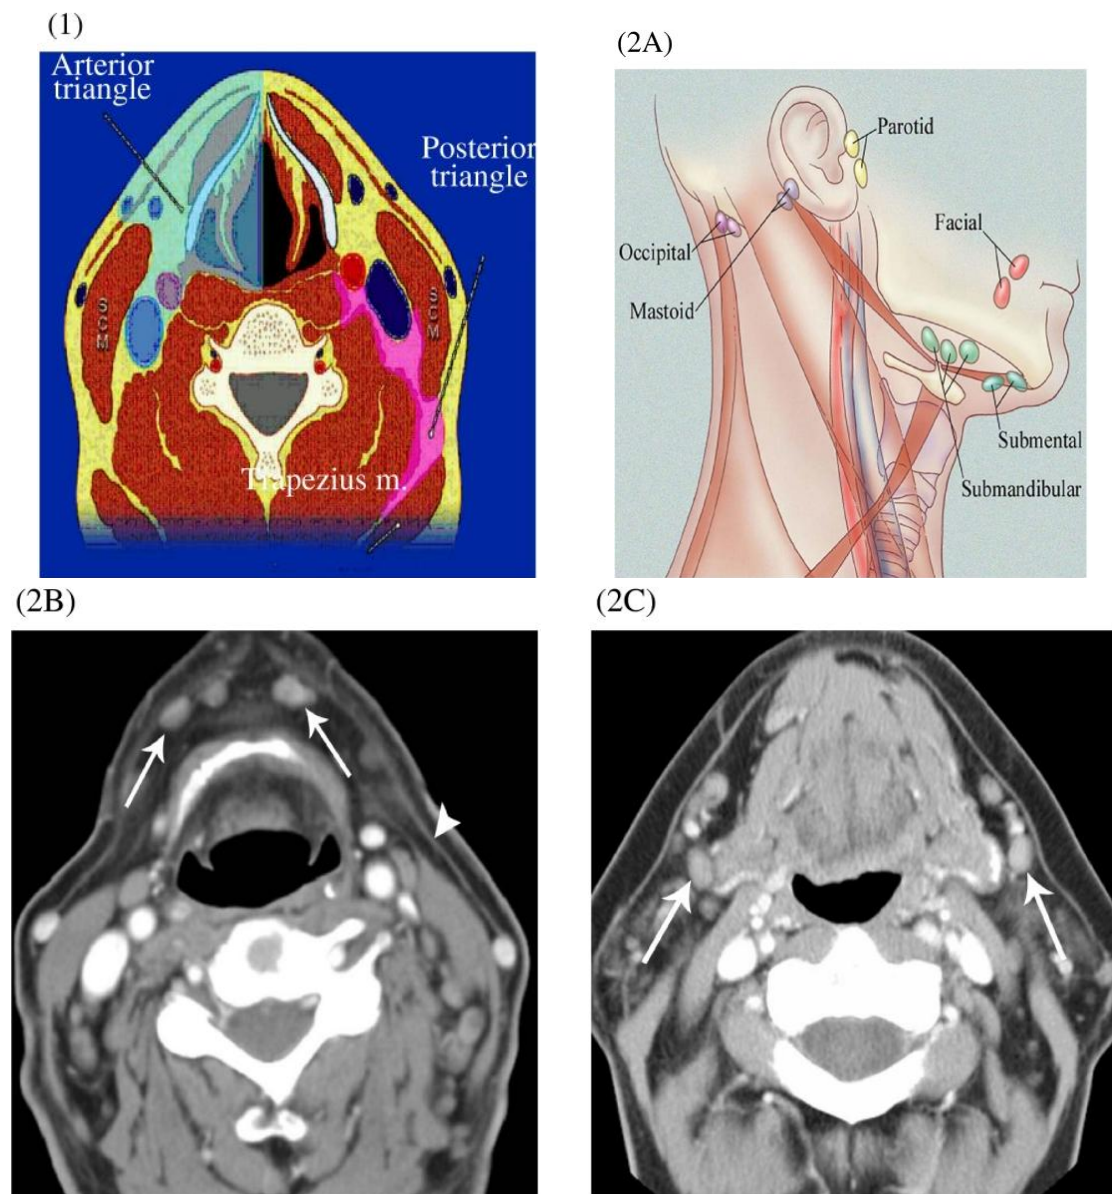 (1)
Arterior
triangle
Posterior
triangle
SCM
SCM
Trapezius m.
(2A)
Parotid
Facial
Occipital
Mastoid
Submental
Submandibular
(2B)
(2C)